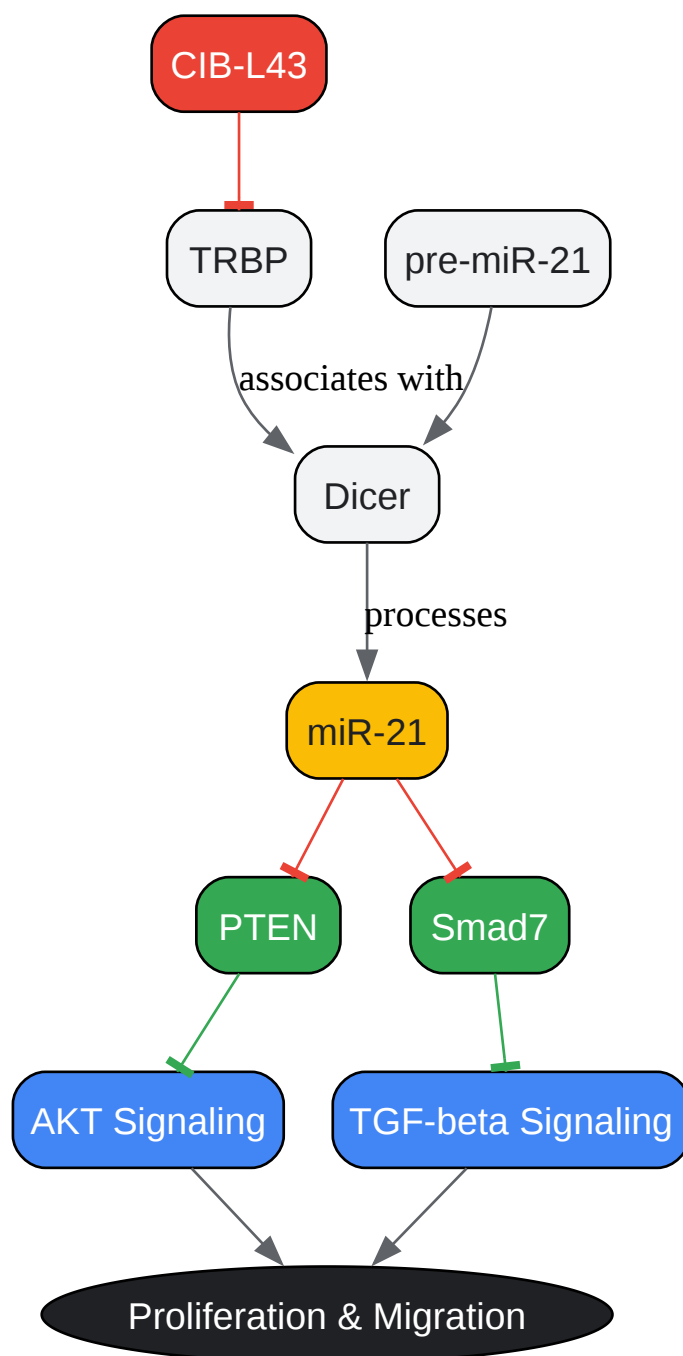 CIB-L43
TRBP
pre-miR-21
associates with
Dicer
processes
miR-21
PTEN
Smad7
AKT Signaling
TGF-beta Signaling
Proliferation & Migration